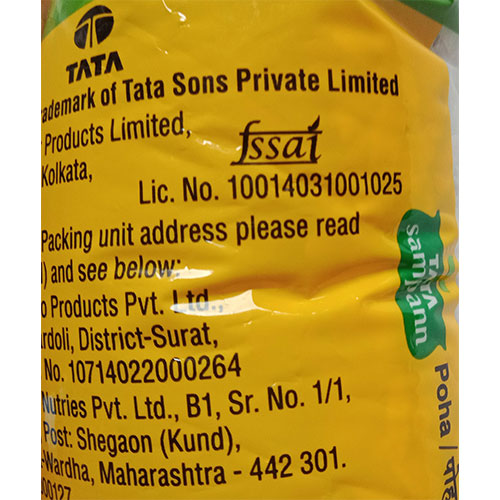 TATA
ademark of Tata Sons Private Limited
Products Limited,
Kolkata,
fssai
Lic. No. 10014031001025
Packing unit address please read
) and see below:
o Products Pvt. Ltd.,
rdoli, District-Surat,
No. 10714022000264
Nutries Pvt. Ltd., B1, Sr. No. 1/1,
Post: Shegaon (Kund),
-Wardha, Maharashtra - 442 301.
00127
TATA
sampann
Poha /